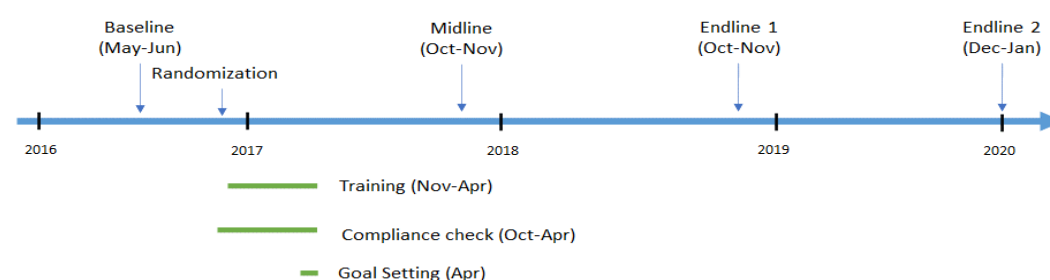 Baseline
(May-Jun)
Midline
(Oct-Nov)
Endline 1
(Oct-Nov)
Endline 2
(Dec-Jan)
Randomization
2016
2017
2018
2019
2020
Training (Nov-Apr)
Compliance check (Oct-Apr)
Goal Setting (Apr)